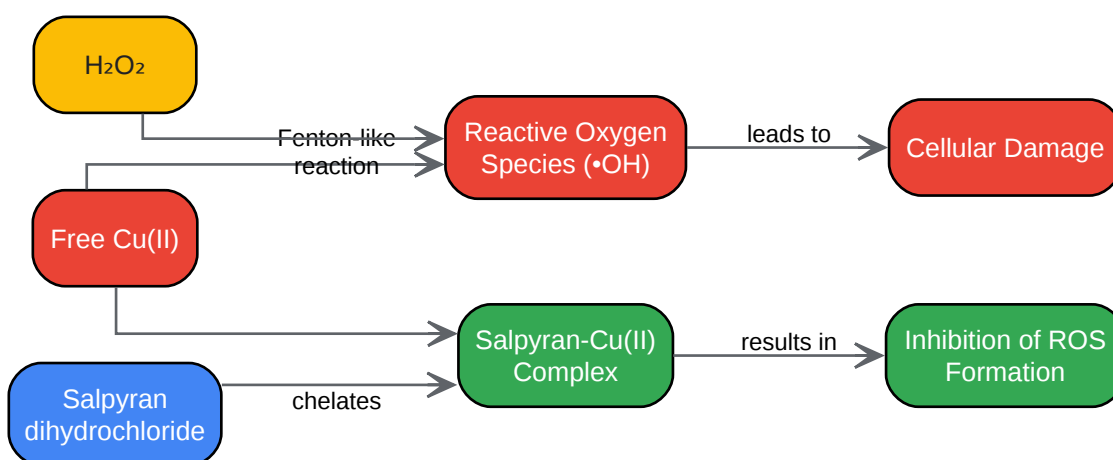 H₂O₂
Fenton-like
reaction
Reactive Oxygen
Species (•OH)
leads to
Cellular Damage
Free Cu(II)
Salpyran-Cu(II)
Complex
results in
Inhibition of ROS
Formation
Salpyran
dihydrochloride
chelates